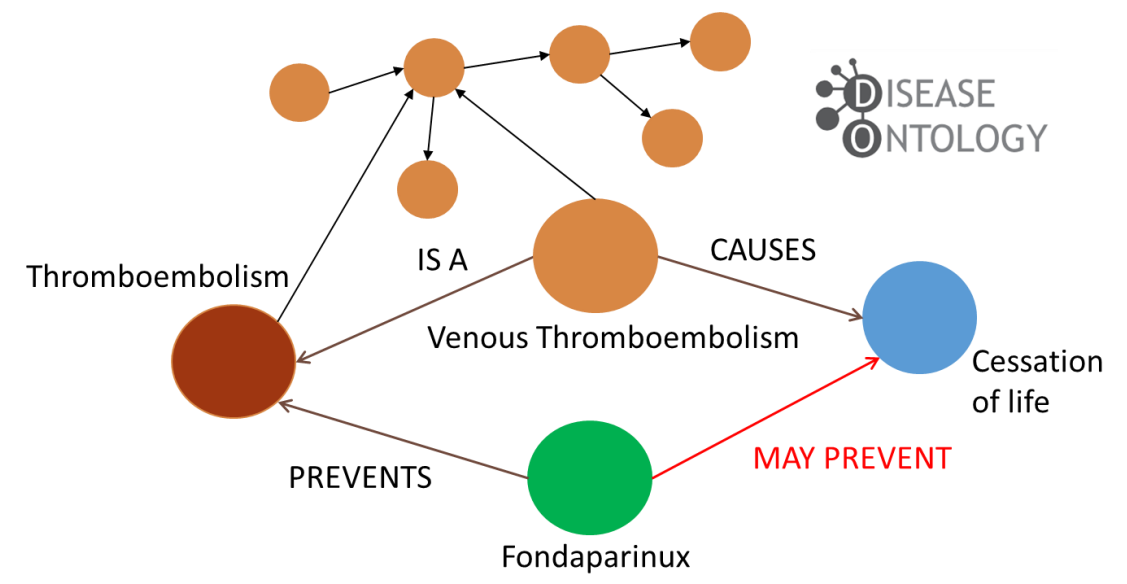 DISEASE
ONTOLOGY
IS A
CAUSES
Thromboembolism
Venous Thromboembolism
Cessation
of life
MAY PREVENT
PREVENTS
Fondaparinux